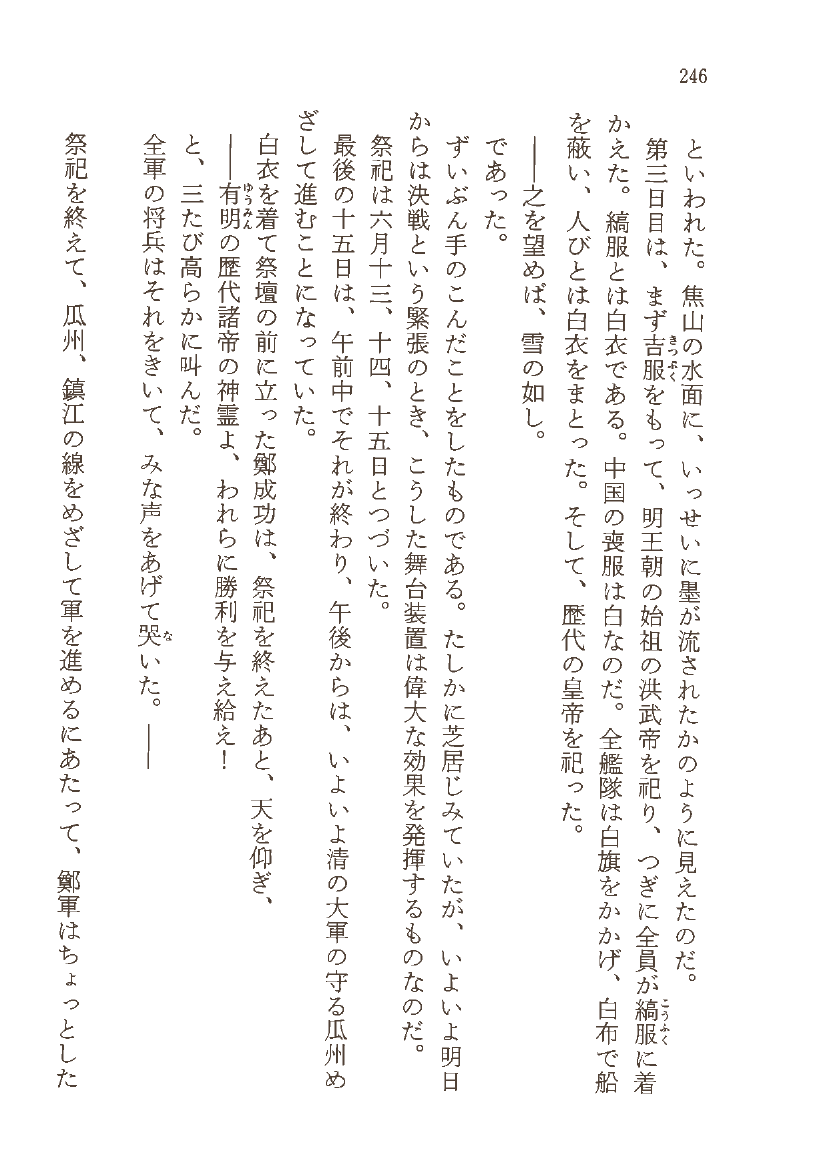 246
といわれた。焦山の水面に、いっせいに墨が流されたかのように見えたのだ。
第三日目は、まず吉服をもって、明王朝の始祖の洪武帝を祀り、つぎに全員が縞服に着
きっぷく
こうふく
かえた。縞服とは白衣である。中国の喪服は白なのだ。全艦隊は白旗をかかげ、白布で船
を蔽い、人びとは白衣をまとった。そして、歴代の皇帝を祀った。
――之を望めば、雪の如し。
であった。
ずいぶん手のこんだことをしたものである。たしかに芝居じみていたが、いよいよ明日
からは決戦という緊張のとき、こうした舞台装置は偉大な効果を発揮するものなのだ。
祭祀は六月十三、十四、十五日とつづいた。
最後の十五日は、午前中でそれが終わり、午後からは、いよいよ清の大軍の守る瓜州め
ざして進むことになっていた。
白衣を着て祭壇の前に立った鄭成功は、祭祀を終えたあと、天を仰ぎ、
――有明の歴代諸帝の神霊よ、われらに勝利を与え給え！
ゆうみん
と、三たび高らかに叫んだ。
全軍の将兵はそれをきいて、みな声をあげて哭いた。――
な
祭祀を終えて、瓜州、鎮江の線をめざして軍を進めるにあたって、鄭軍はちょっとした